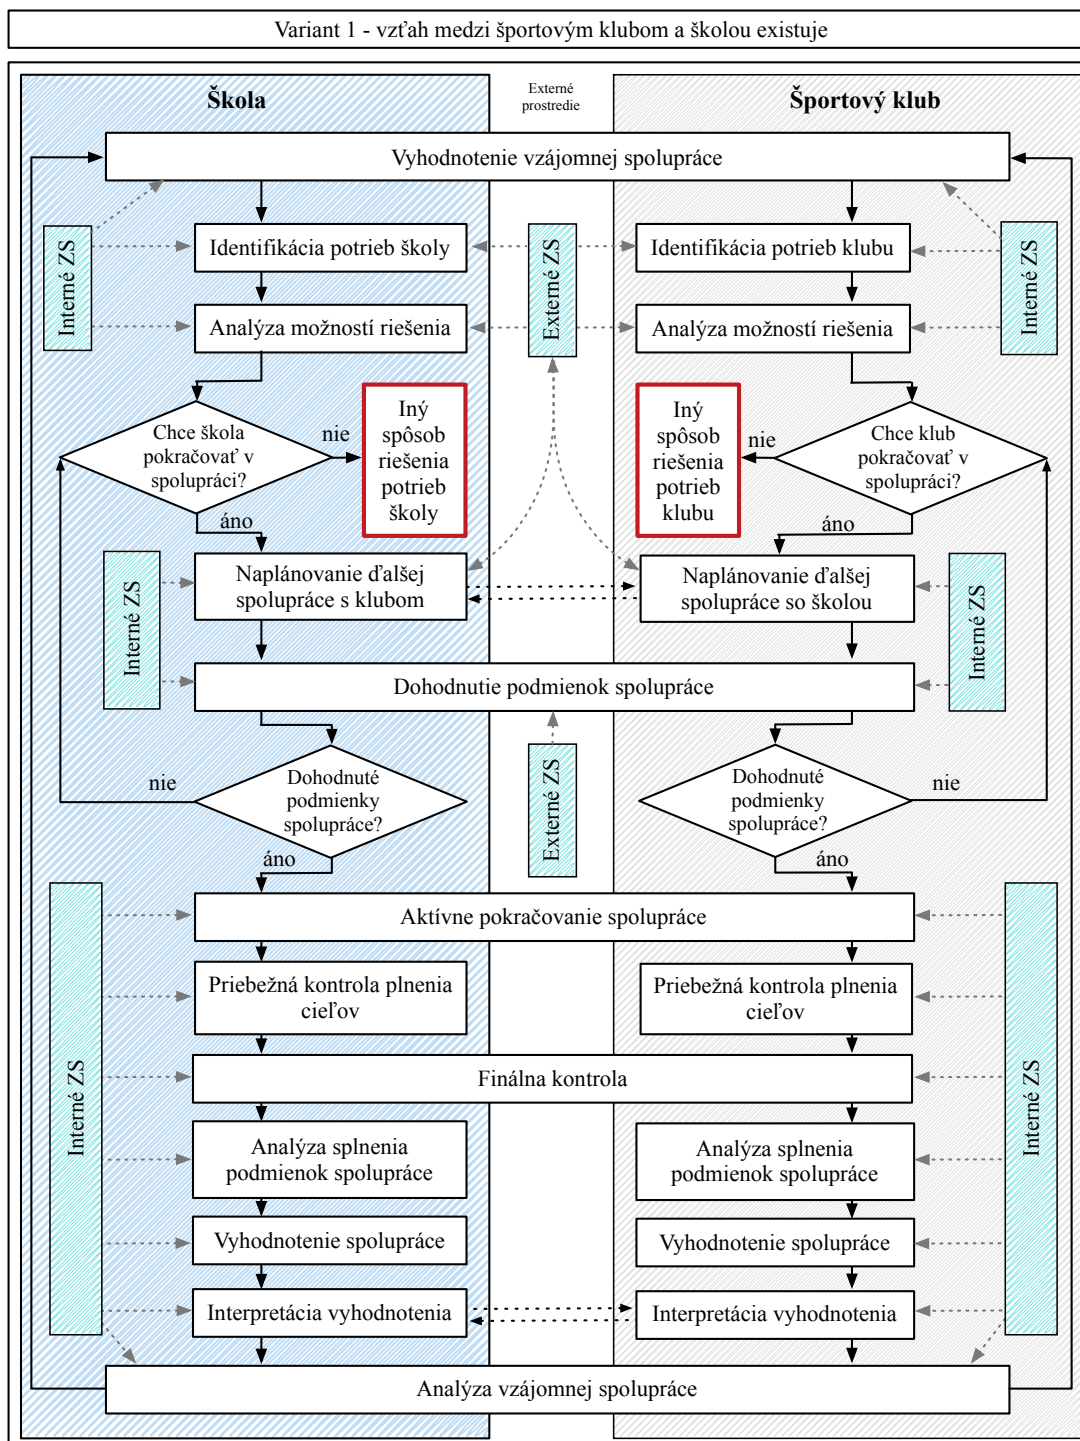 Variant 1 - vzťah medzi športovým klubom a školou existuje
Škola
Externé
prostredie
Športový klub
Vyhodnotenie vzájomnej spolupráce
Interné ZS
Identifikácia potrieb školy
Externé ZS
Identifikácia potrieb klubu
Interné ZS
Analýza možností riešenia
Analýza možností riešenia
Chce škola
pokračovať v
spolupráci?
nie
Iný
spôsob
riešenia
potrieb
školy
Iný
spôsob
riešenia
potrieb
klubu
nie
Chce klub
pokračovať v
spolupráci?
áno
áno
Interné ZS
Naplánovanie ďalšej
spolupráce s klubom
Naplánovanie ďalšej
spolupráce so školou
Interné ZS
Dohodnutie podmienok spolupráce
nie
Dohodnuté
podmienky
spolupráce?
Externé ZS
Dohodnuté
podmienky
spolupráce?
nie
áno
áno
Interné ZS
Aktívne pokračovanie spolupráce
Interné ZS
Priebežná kontrola plnenia
cieľov
Priebežná kontrola plnenia
cieľov
Finálna kontrola
Analýza splnenia
podmienok spolupráce
Analýza splnenia
podmienok spolupráce
Vyhodnotenie spolupráce
Vyhodnotenie spolupráce
Interpretácia vyhodnotenia
Interpretácia vyhodnotenia
Analýza vzájomnej spolupráce